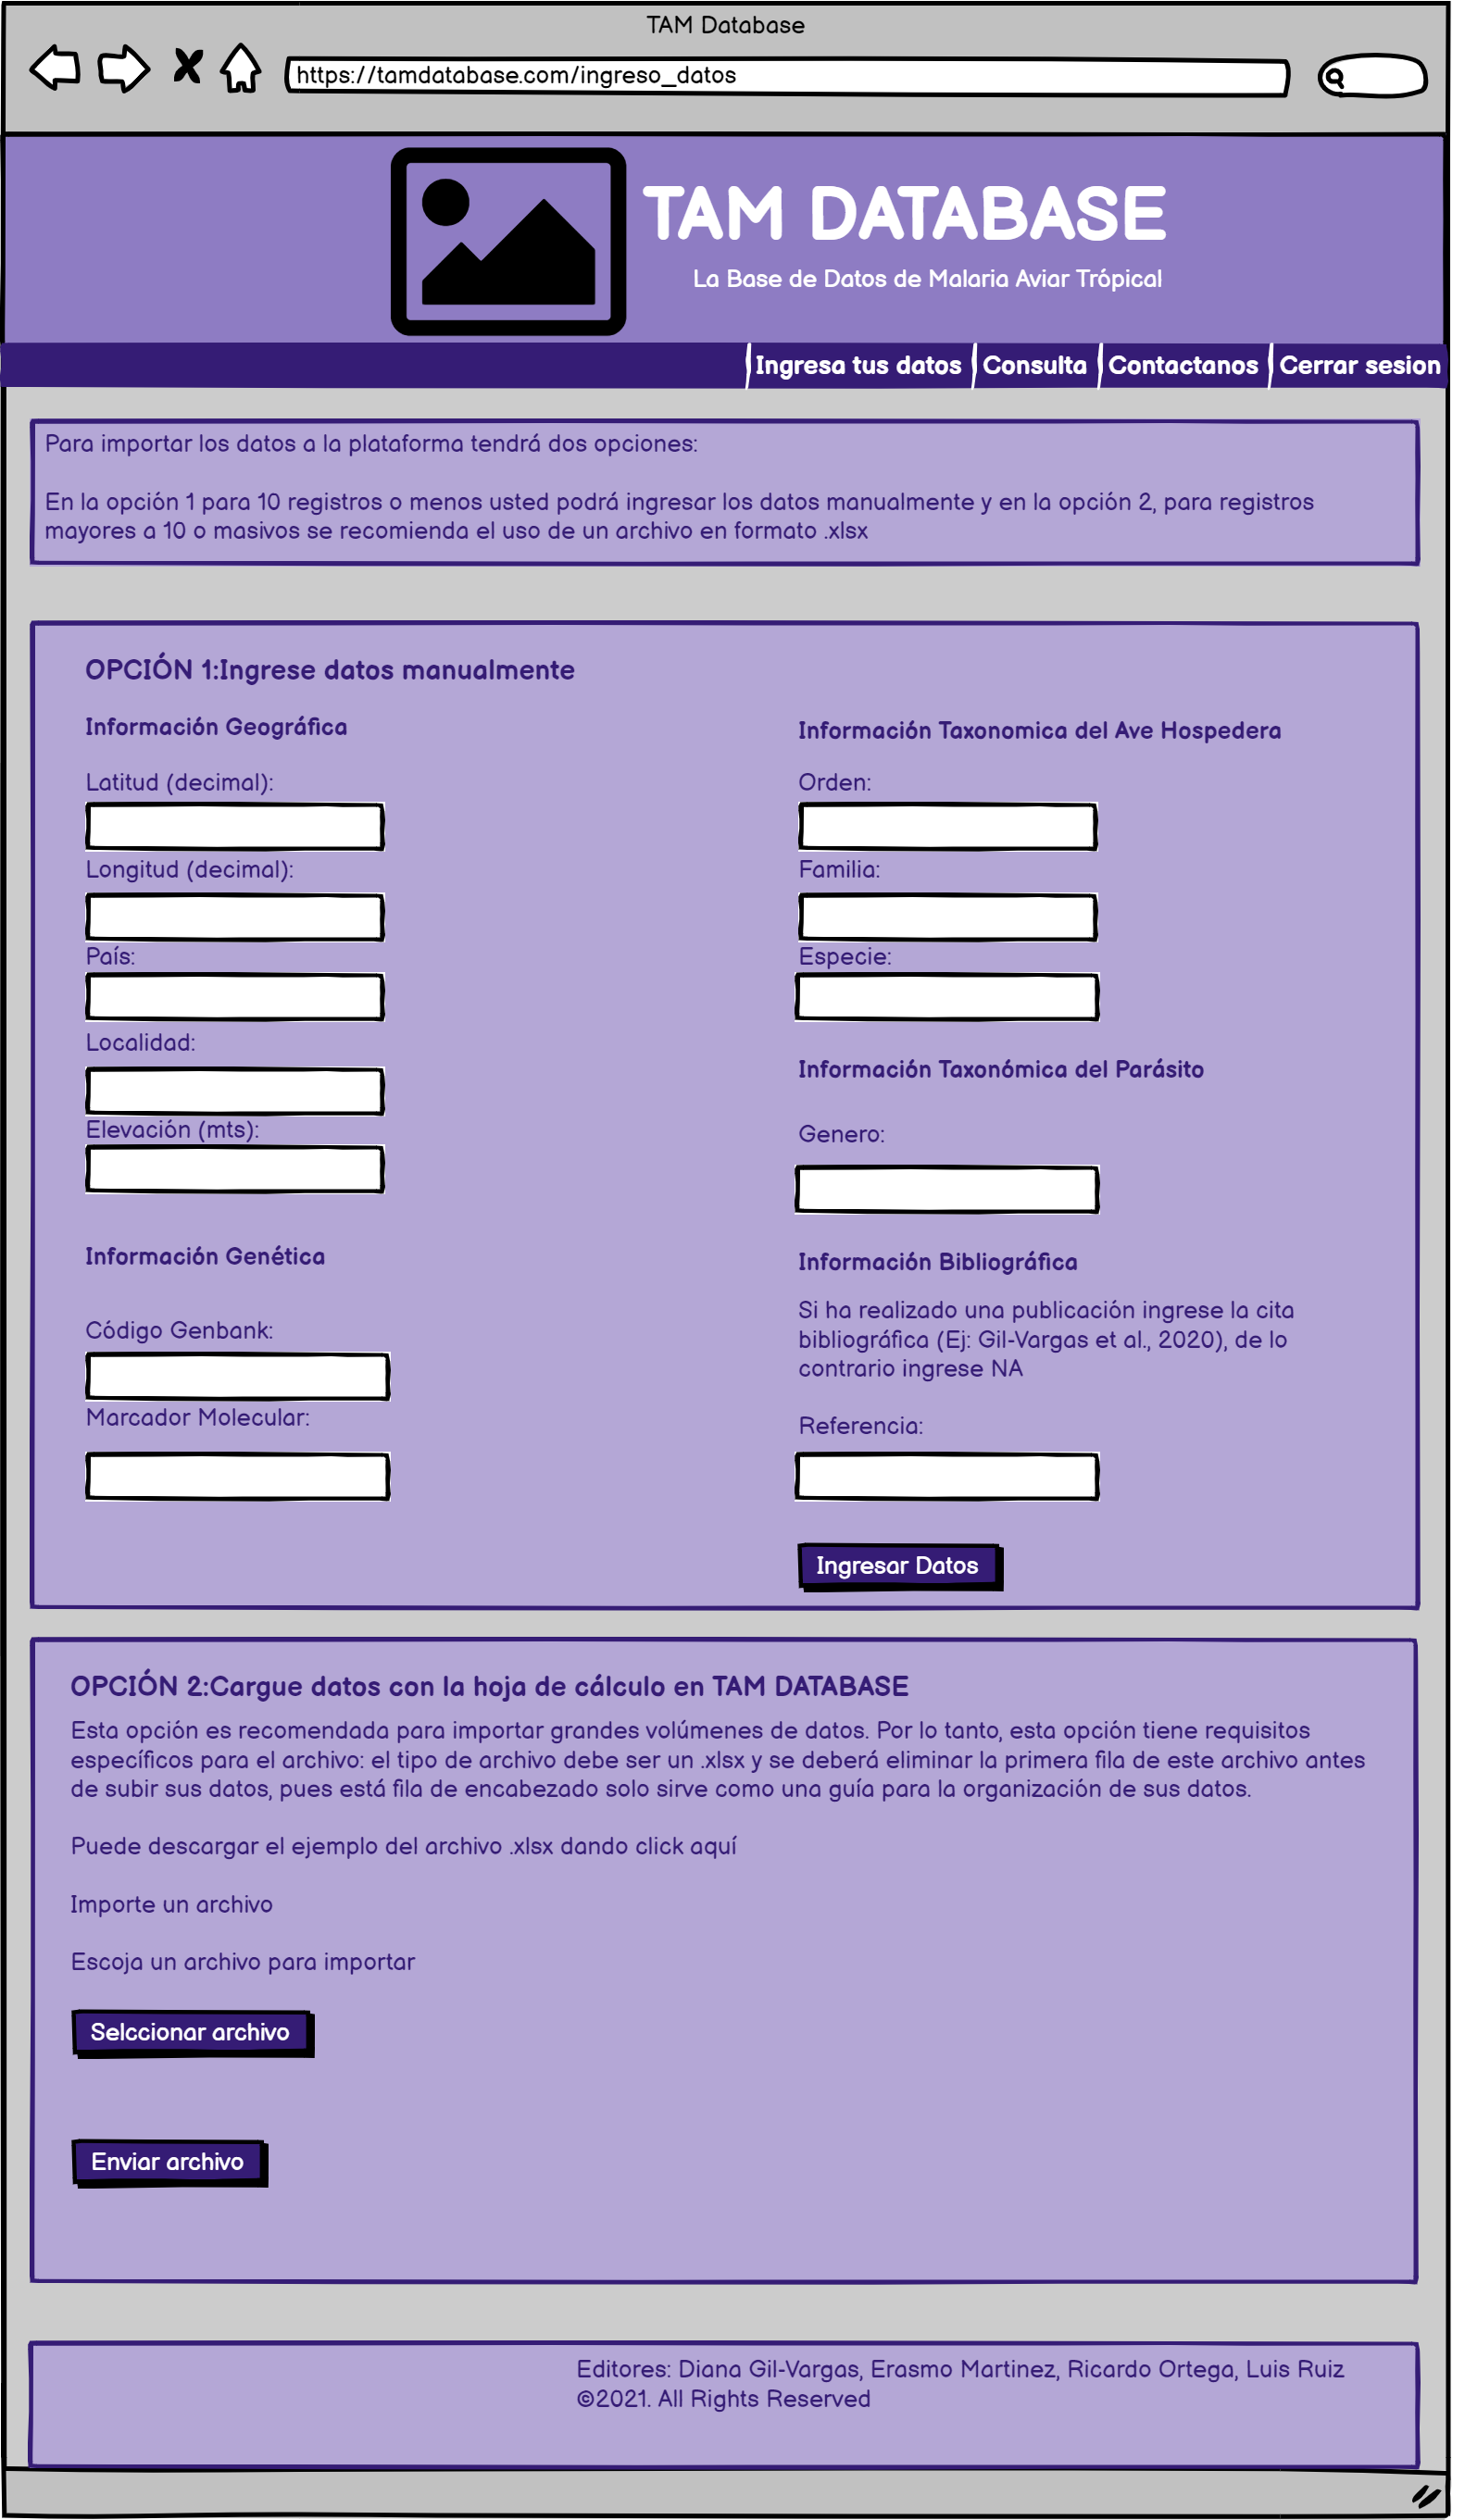 TAM Database
https://tamdatabase.com/ingreso_datos
TAM DATABASE
La Base de Datos de Malaria Aviar Trópical
Ingresa tus datos
Consulta
Contactanos
Cerrar sesion
Para importar los datos a la plataforma tendrá dos opciones:
En la opción 1 para 10 registros o menos usted podrá ingresar los datos manualmente y en la opción 2, para registros
mayores a 10 o masivos se recomienda el uso de un archivo en formato .xlsx
OPCIÓN 1:Ingrese datos manualmente
Información Geográfica
Latitud (decimal):
Longitud (decimal):
País:
Localidad:
Elevación (mts):
Información Genética
Código Genbank:
Marcador Molecular:
Información Taxonomica del Ave Hospedera
Orden:
Familia:
Especie:
Información Taxonómica del Parásito
Genero:
Información Bibliográfica
Si ha realizado una publicación ingrese la cita
bibliográfica (Ej: Gil-Vargas et al., 2020), de lo
contrario ingrese NA
Referencia:
Ingresar Datos
OPCIÓN 2:Cargue datos con la hoja de cálculo en TAM DATABASE
Esta opción es recomendada para importar grandes volúmenes de datos. Por lo tanto, esta opción tiene requisitos
específicos para el archivo: el tipo de archivo debe ser un .xlsx y se deberá eliminar la primera fila de este archivo antes
de subir sus datos, pues está fila de encabezado solo sirve como una guía para la organización de sus datos.
Puede descargar el ejemplo del archivo .xlsx dando click aquí
Importe un archivo
Escoja un archivo para importar
Selccionar archivo
Enviar archivo
Editores: Diana Gil-Vargas, Erasmo Martinez, Ricardo Ortega, Luis Ruiz
©2021. All Rights Reserved